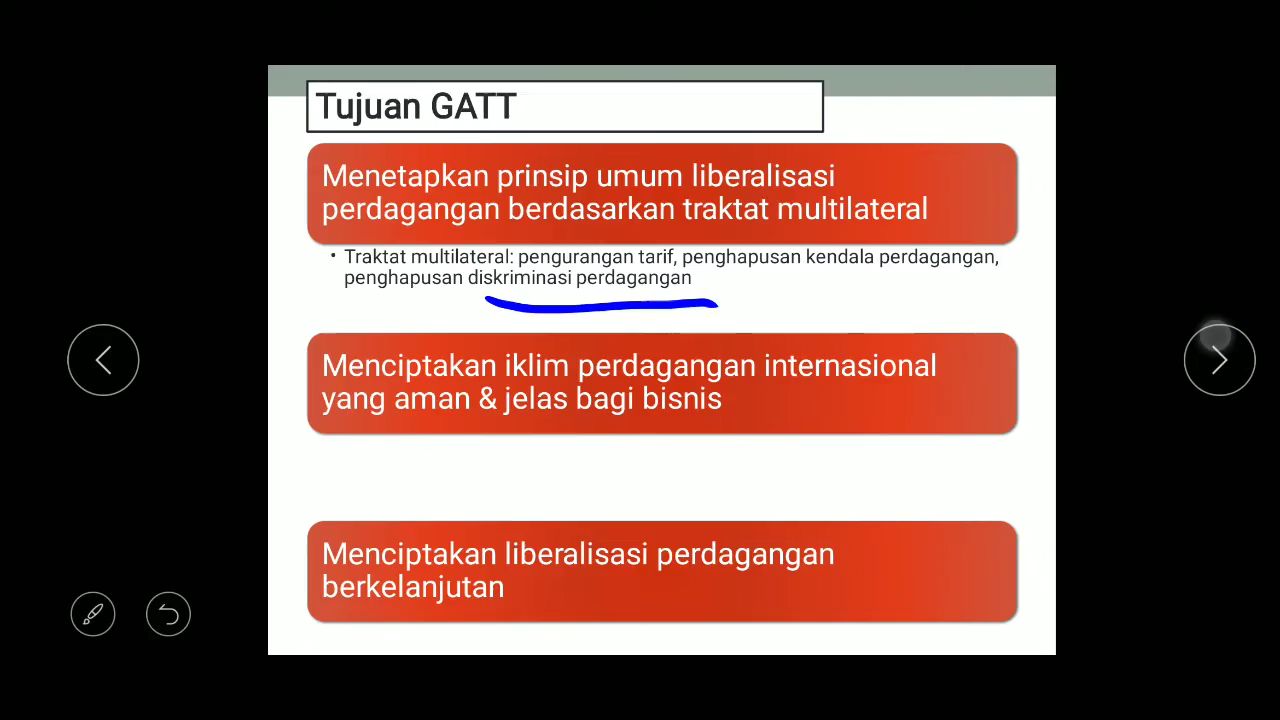 Tujuan GATT
Menetapkan prinsip umum liberalisasi
perdagangan berdasarkan traktat multilateral
• Traktat multilateral: pengurangan tarif, penghapusan kendala perdagangan,
penghapusan diskriminasi perdagangan
Menciptakan iklim perdagangan internasional
yang aman & jelas bagi bisnis
Menciptakan liberalisasi perdagangan
berkelanjutan